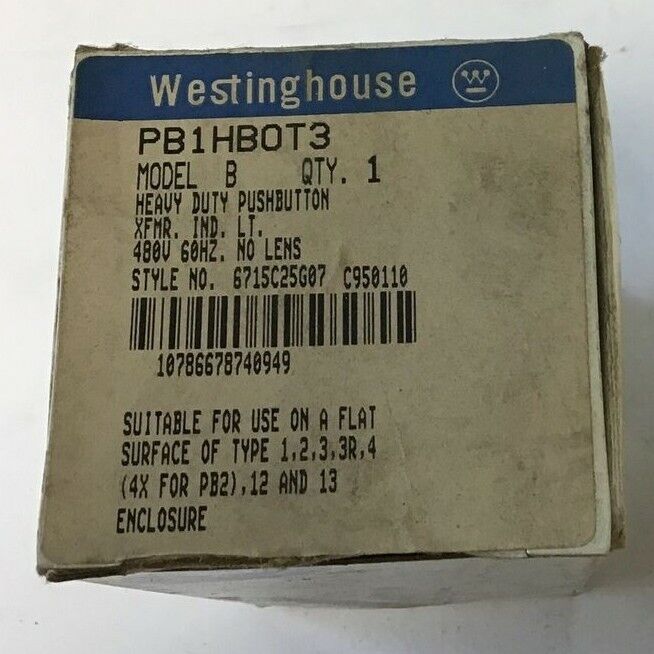 Westinghouse W
PB1HBOT3
MODEL B QTY. 1
HEAVY DUTY PUSHBUTTON
XFMR. IND. LT.
480V 60HZ. NO LENS
STYLE NO. 6715C25G07 C950110
10786678740949
SUITABLE FOR USE ON A FLAT
SURFACE OF TYPE 1,2,3,3R,4
(4X FOR PB2),12 AND 13
ENCLOSURE